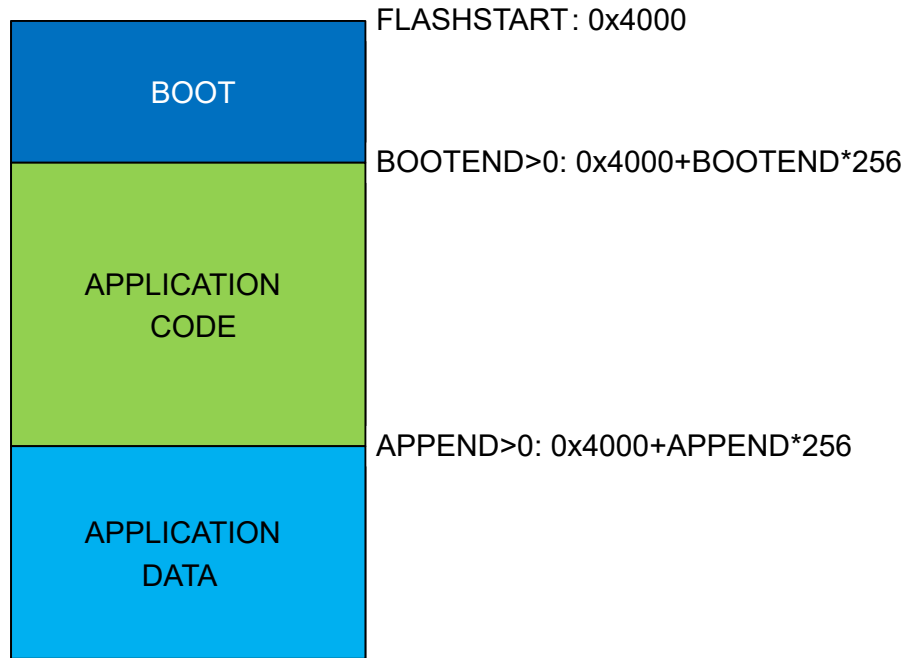 FLASHSTART: 0x4000
BOOT
BOOTEND>0: 0x4000+BOOTEND*256
APPLICATION
CODE
APPEND>0: 0x4000+APPEND*256
APPLICATION
DATA